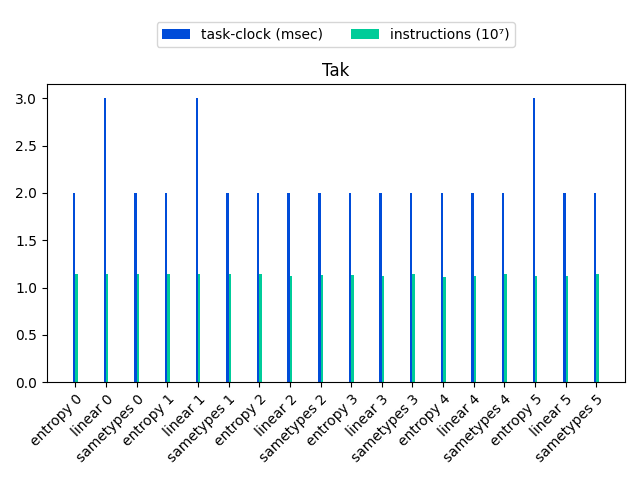 task-clock (msec)
instructions (10⁷)
Tak
3.0
2.5
2.0
1.5
1.0
0.5
0.0
entropy 0
linear 0
sametypes 0
entropy 1
linear 1
sametypes 1
entropy 2
linear 2
sametypes 2
entropy 3
linear 3
sametypes 3
entropy 4
linear 4
sametypes 4
entropy 5
linear 5
sametypes 5